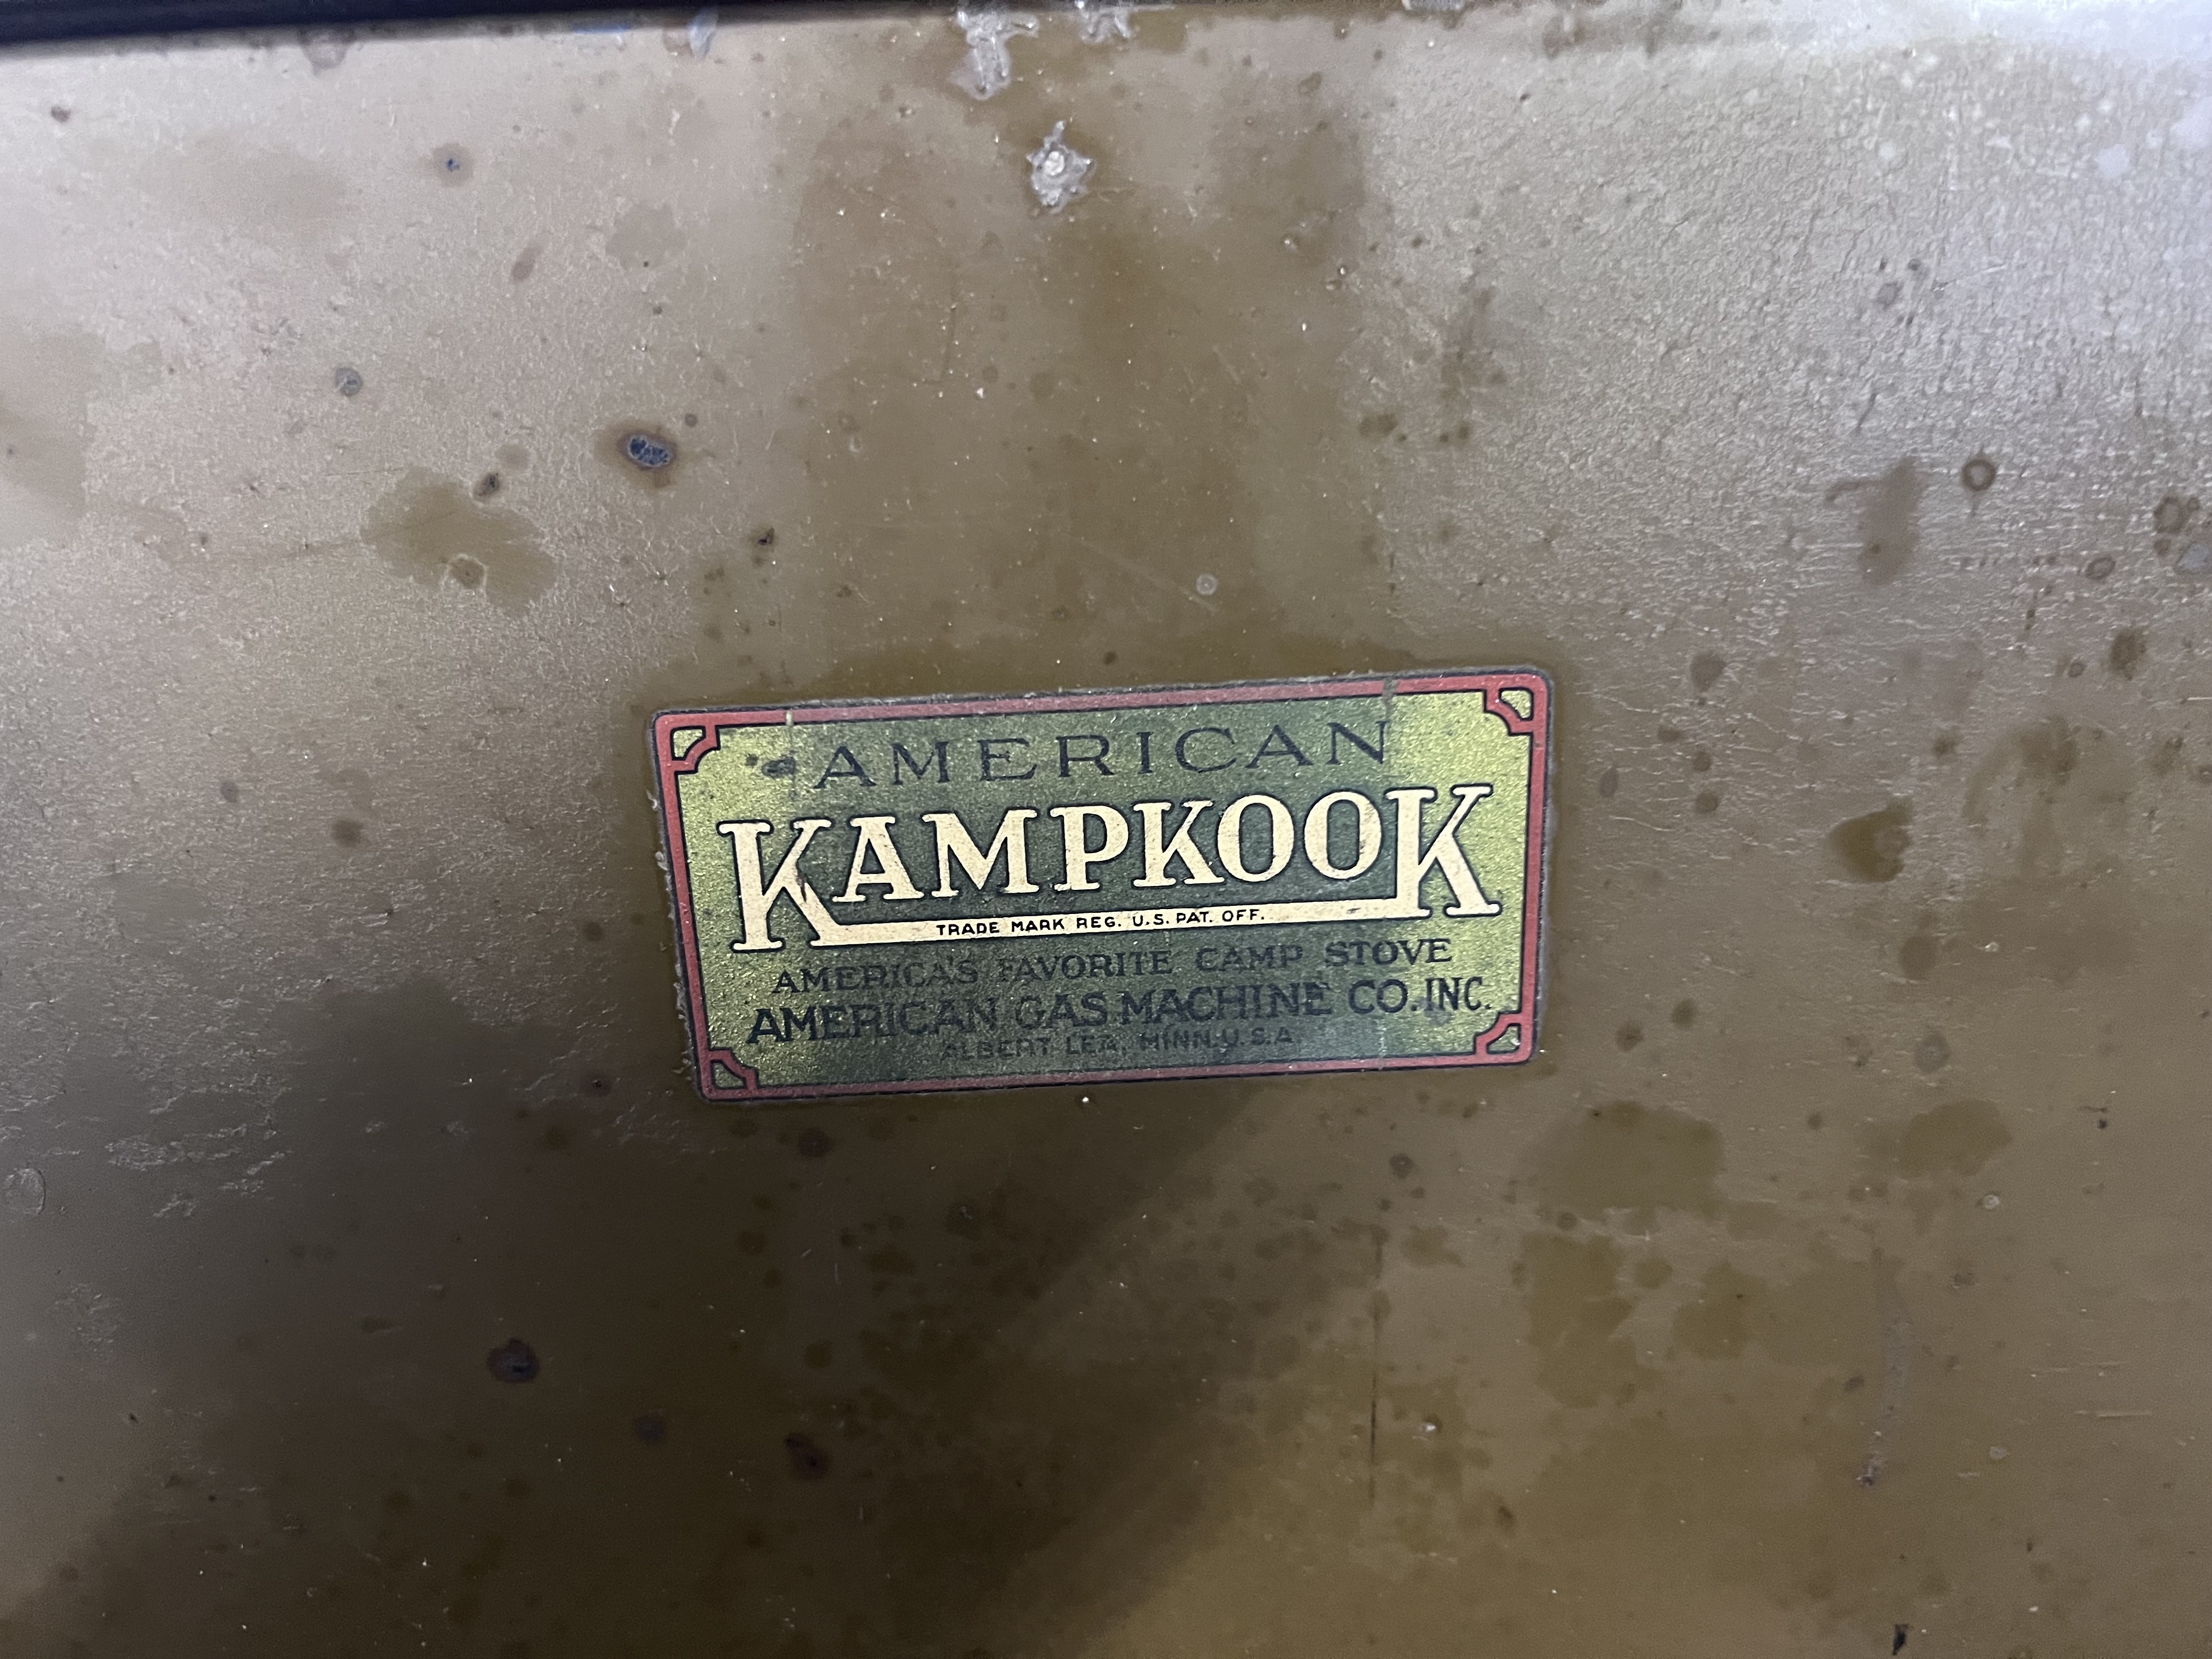 AMERICAN
KAMPKOOK
TRADE MARK REG. U.S. PAT. OFF.
AMERICA'S FAVORITE CAMP STOVE
AMERICAN GAS MACHINE CO. INC.
ALBERT LEA, MINN. U.S.A